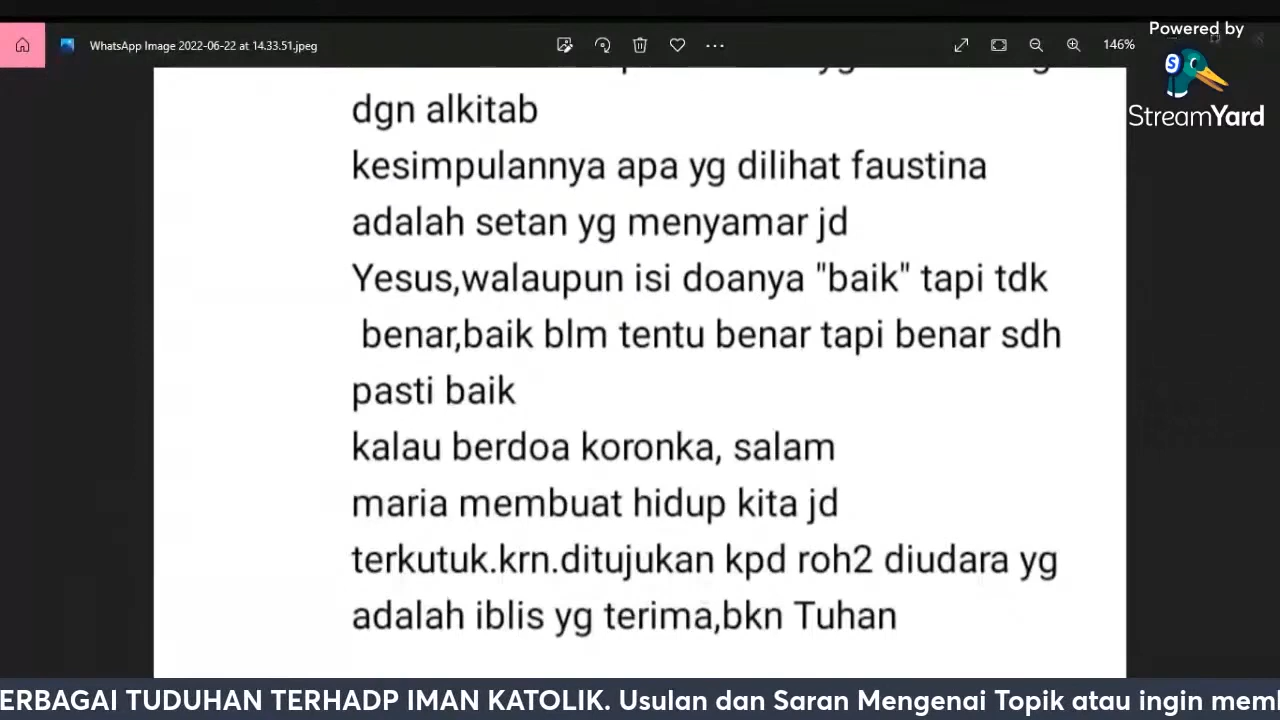 Powered by
WhatsApp Image 2022-06-22 at 14.33.51.jpeg
146%
StreamYard
dgn alkitab
kesimpulannya apa yg dilihat faustina
adalah setan yg menyamar jd
Yesus,walaupun isi doanya "baik" tapi tdk
benar,baik blm tentu benar tapi benar sdh
pasti baik
kalau berdoa koronka, salam
maria membuat hidup kita jd
terkutuk.krn.ditujukan kpd roh2 diudara yg
adalah iblis yg terima,bkn Tuhan
ERBAGAI TUDUHAN TERHADP IMAN KATOLIK. Usulan dan Saran Mengenai Topik atau ingin mem